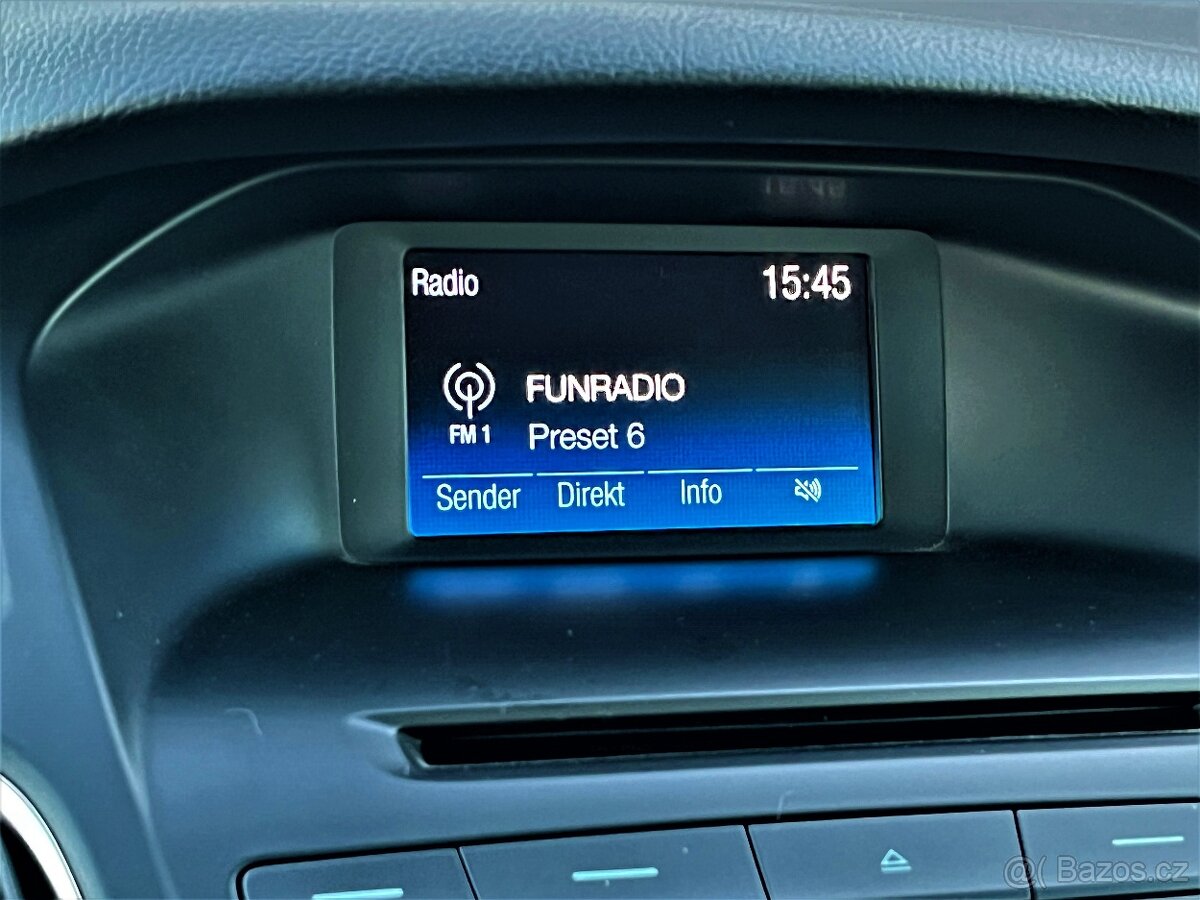 Radio 15:45
FUNRADIO
FM 1 Preset 6
Sender Direkt Info
@( Bazos.cz